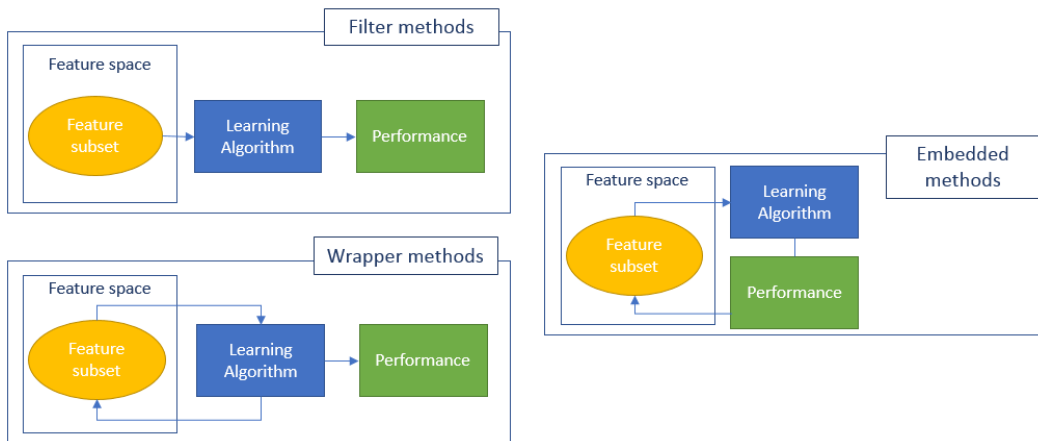 Filter methods
Feature space
Feature
subset
Learning
Algorithm
Performance
Wrapper methods
Feature space
Feature
subset
Learning
Algorithm
Performance
Embedded
methods
Feature space
Feature
subset
Learning
Algorithm
Performance